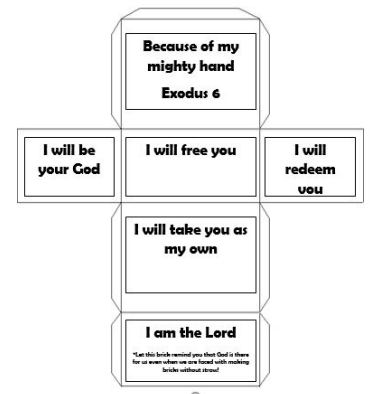 Because of my
mighty hand
Exodus 6
I will be
your God
I will free you
I will
redeem
you
I will take you as
my own
I am the Lord
*Let this brick remind you that God is there
for us even when we are faced with making
bricks without straw!